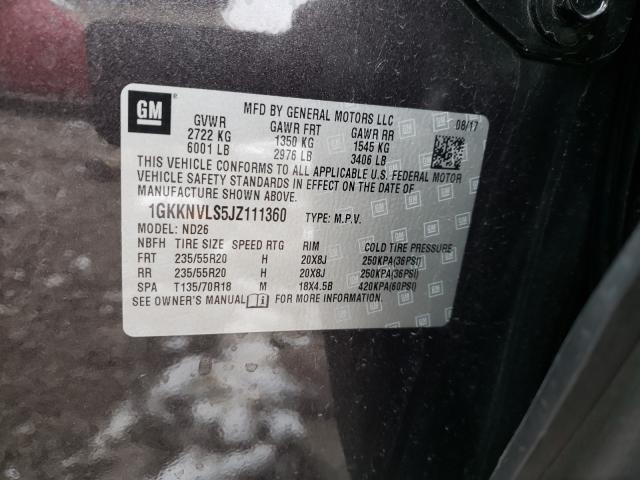 GM
®
MFD BY GENERAL MOTORS LLC
08/17
GVWR GAWR FRT GAWR RR
2722 KG 1350 KG 1545 KG
6001 LB 2976 LB 3406 LB
THIS VEHICLE CONFORMS TO ALL APPLICABLE U.S. FEDERAL MOTOR
VEHICLE SAFETY STANDARDS IN EFFECT ON THE DATE OF
MANUFACTURE SHOWN ABOVE.
1GKKNVLS5JZ111360 TYPE: M.P.V.
MODEL: ND26
NBFH TIRE SIZE SPEED RTG RIM COLD TIRE PRESSURE
FRT 235/55R20 H 20X8J 250KPA(36PSI)
RR 235/55R20 H 20X8J 250KPA(36PSI)
SPA T135/70R18 M 18X4.5B 420KPA(60PSI)
SEE OWNER'S MANUAL i FOR MORE INFORMATION.